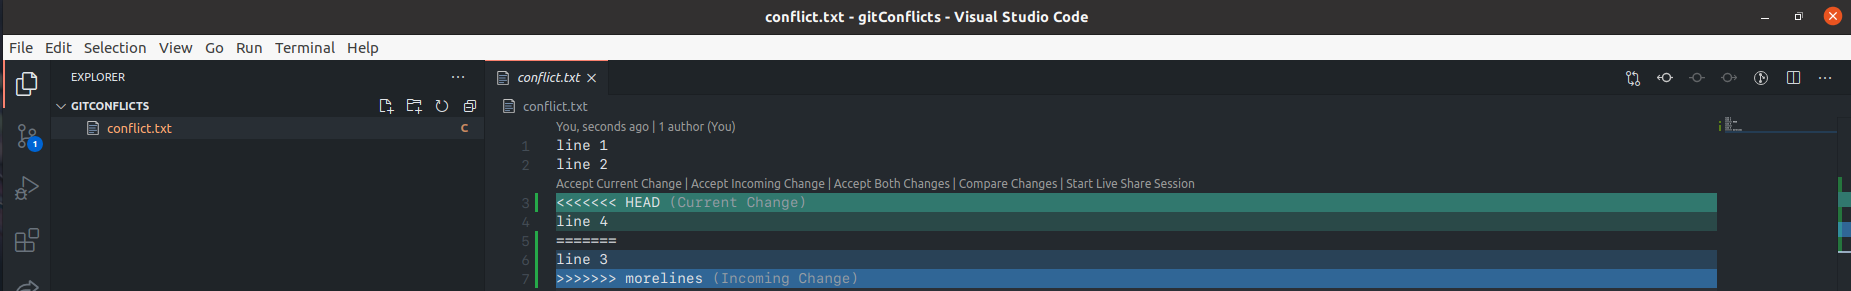 conflict.txt - gitConflicts - Visual Studio Code
File Edit Selection View Go Run Terminal Help
EXPLORER
GITCONFLICTS
conflict.txt C
1
conflict.txt
conflict.txt
You, seconds ago | 1 author (You)
1 line 1
2 line 2
Accept Current Change | Accept Incoming Change | Accept Both Changes | Compare Changes | Start Live Share Session
3 <<<<<<< HEAD (Current Change)
4 line 4
5 =======
6 line 3
7 >>>>>>> morelines (Incoming Change)